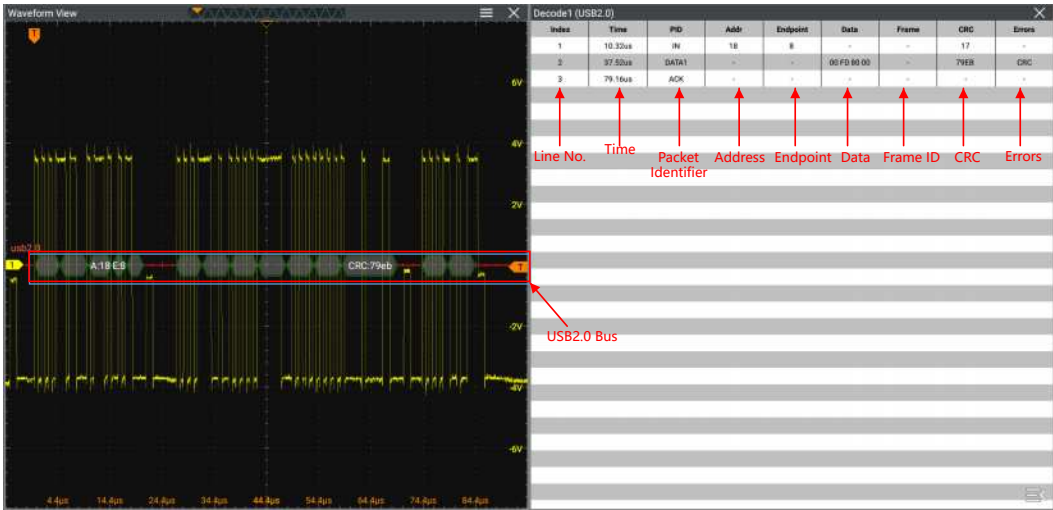 Waveform View
Decode1 (USB2.0)
Index Time PID Addr Endpoint Data Frame CRC Errors
1 10.32us IN 18 8 - - 17 -
2 37.52us DATA1 - - 00 FD 80 00 - 79EB CRC
3 79.16us ACK - - - - - -
T
6V
4V
2V
-2V
-4V
-6V
Line No.
Time
Packet
Identifier
Address
Endpoint
Data
Frame ID
CRC
Errors
usb2.0
1
A:18 E:8
CRC:79eb
T
USB2.0 Bus
4.4μs 14.4μs 24.4μs 34.4μs 44.4μs 54.4μs 64.4μs 74.4μs 84.4μs